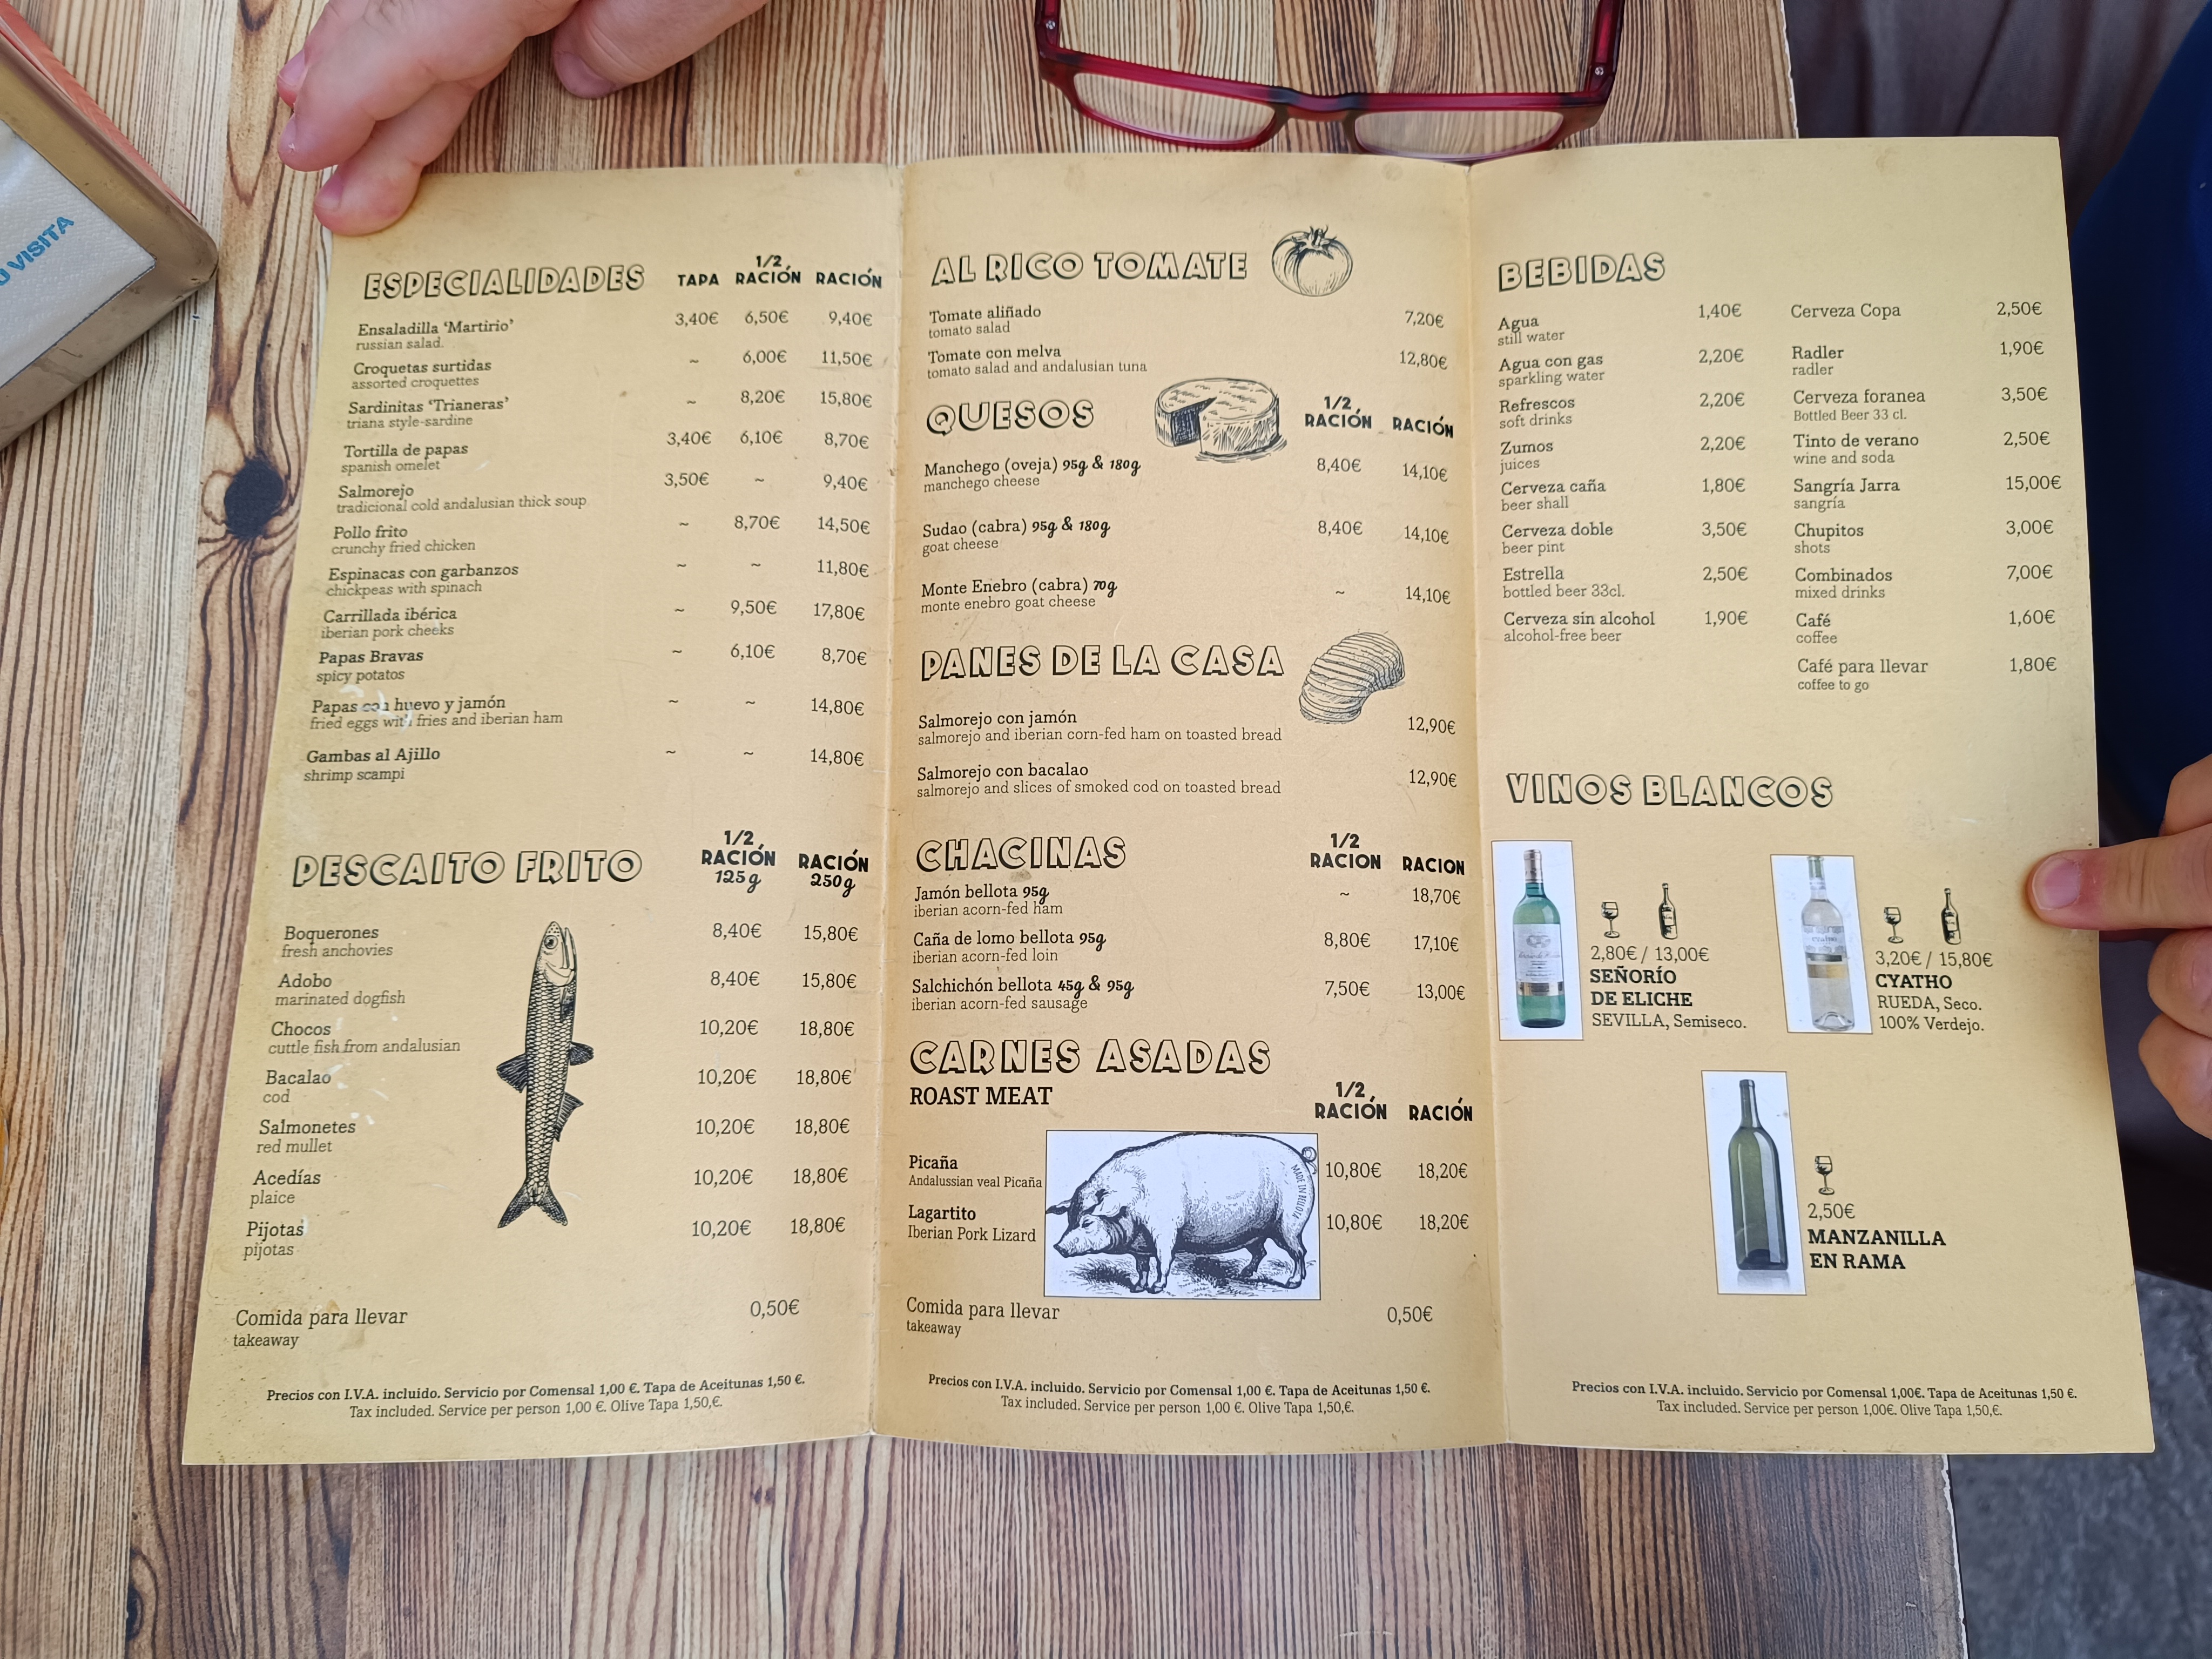 U VISITA
ESPECIALIDADES TAPA 1/2 RACIÓN RACIÓN
Ensaladilla ‘Martirio’ 3,40€ 6,50€ 9,40€
russian salad.
Croquetas surtidas ~ 6,00€ 11,50€
assorted croquettes
Sardinitas ‘Trianeras’ ~ 8,20€ 15,80€
triana style-sardine
Tortilla de papas 3,40€ 6,10€ 8,70€
spanish omelet
Salmorejo 3,50€ ~ 9,40€
tradicional cold andalusian thick soup
Pollo frito ~ 8,70€ 14,50€
crunchy fried chicken
Espinacas con garbanzos ~ ~ 11,80€
chickpeas with spinach
Carrillada ibérica ~ 9,50€ 17,80€
iberian pork cheeks
Papas Bravas ~ 6,10€ 8,70€
spicy potatos
Papas con huevo y jamón ~ ~ 14,80€
fried eggs with fries and iberian ham
Gambas al Ajillo ~ ~ 14,80€
shrimp scampi
PESCAITO FRITO 1/2 RACIÓN 125g RACIÓN 250g
Boquerones 8,40€ 15,80€
fresh anchovies
Adobo 8,40€ 15,80€
marinated dogfish
Chocos 10,20€ 18,80€
cuttle fish from andalusian
Bacalao 10,20€ 18,80€
cod
Salmonetes 10,20€ 18,80€
red mullet
Acedías 10,20€ 18,80€
plaice
Pijotas 10,20€ 18,80€
pijotas
Comida para llevar 0,50€
takeaway
Precios con I.V.A. incluido. Servicio por Comensal 1,00 €. Tapa de Aceitunas 1,50 €.
Tax included. Service per person 1,00 €. Olive Tapa 1,50,€.
AL RICO TOMATE
Tomate aliñado 7,20€
tomato salad
Tomate con melva 12,80€
tomato salad and andalusian tuna
QUESOS 1/2 RACIÓN RACIÓN
Manchego (oveja) 95g & 180g 8,40€ 14,10€
manchego cheese
Sudao (cabra) 95g & 180g 8,40€ 14,10€
goat cheese
Monte Enebro (cabra) 70g ~ 14,10€
monte enebro goat cheese
PANES DE LA CASA
Salmorejo con jamón 12,90€
salmorejo and iberian corn-fed ham on toasted bread
Salmorejo con bacalao 12,90€
salmorejo and slices of smoked cod on toasted bread
CHACINAS 1/2 RACION RACION
Jamón bellota 95g ~ 18,70€
iberian acorn-fed ham
Caña de lomo bellota 95g 8,80€ 17,10€
iberian acorn-fed loin
Salchichón bellota 45g & 95g 7,50€ 13,00€
iberian acorn-fed sausage
CARNES ASADAS
ROAST MEAT 1/2 RACIÓN RACIÓN
Picaña 10,80€ 18,20€
Andalussian veal Picaña
Lagartito 10,80€ 18,20€
Iberian Pork Lizard
MADE IN BELLOTA
Comida para llevar 0,50€
takeaway
Precios con I.V.A. incluido. Servicio por Comensal 1,00 €. Tapa de Aceitunas 1,50 €.
Tax included. Service per person 1,00 €. Olive Tapa 1,50,€.
BEBIDAS
Agua 1,40€
still water
Agua con gas 2,20€
sparkling water
Refrescos 2,20€
soft drinks
Zumos 2,20€
juices
Cerveza caña 1,80€
beer shall
Cerveza doble 3,50€
beer pint
Estrella 2,50€
bottled beer 33cl.
Cerveza sin alcohol 1,90€
alcohol-free beer
Cerveza Copa 2,50€
Radler 1,90€
radler
Cerveza foranea 3,50€
Bottled Beer 33 cl.
Tinto de verano 2,50€
wine and soda
Sangría Jarra 15,00€
sangría
Chupitos 3,00€
shots
Combinados 7,00€
mixed drinks
Café 1,60€
coffee
Café para llevar 1,80€
coffee to go
VINOS BLANCOS
2,80€ / 13,00€
SEÑORÍO
DE ELICHE
SEVILLA, Semiseco.
3,20€ / 15,80€
CYATHO
RUEDA, Seco.
100% Verdejo.
2,50€
MANZANILLA
EN RAMA
Precios con I.V.A. incluido. Servicio por Comensal 1,00€. Tapa de Aceitunas 1,50 €.
Tax included. Service per person 1,00€. Olive Tapa 1,50,€.